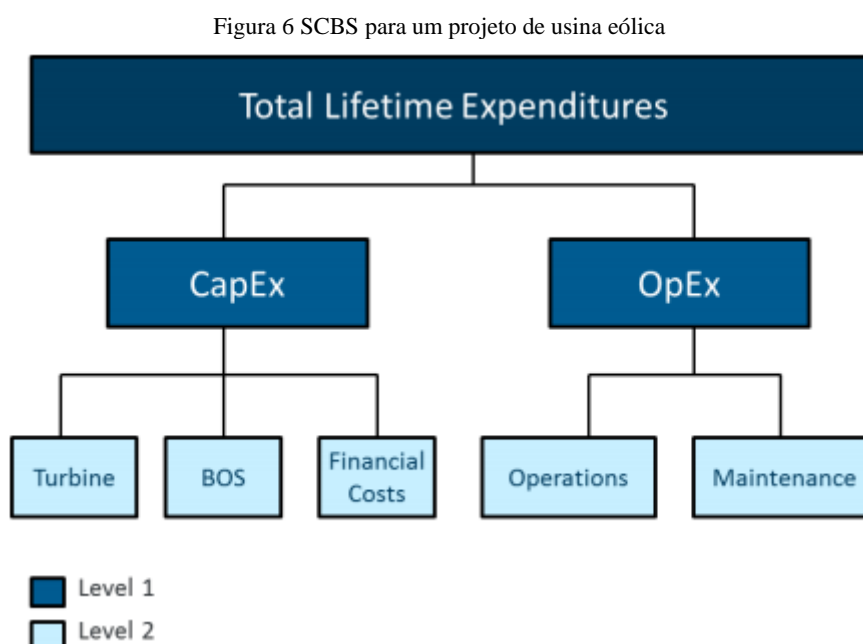 Figura 6 SCBS para um projeto de usina eólica
Total Lifetime Expenditures
CapEx
OpEx
Turbine
BOS
Financial
Costs
Operations
Maintenance
Level 1
Level 2